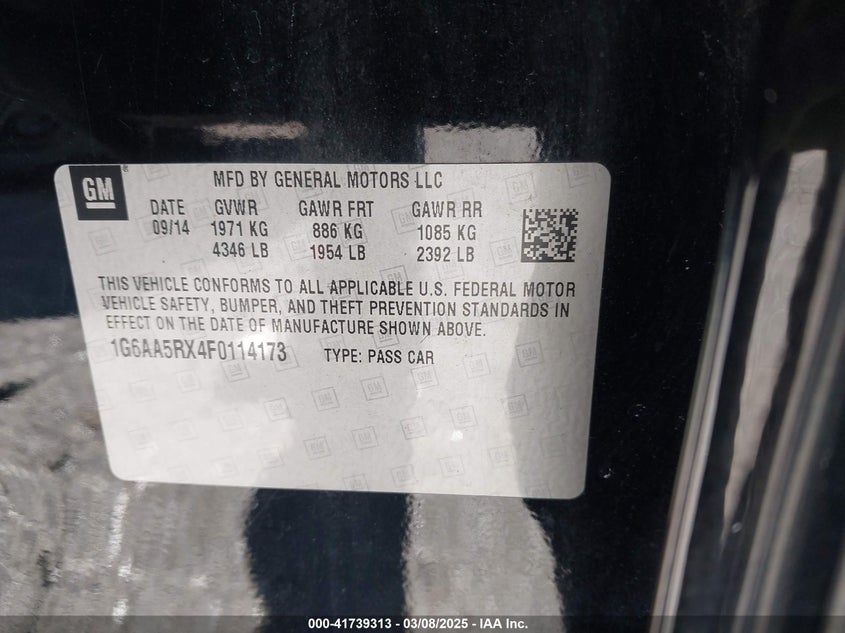 GM
MFD BY GENERAL MOTORS LLC
DATE GVWR GAWR FRT GAWR RR
09/14 1971 KG 886 KG 1085 KG
4346 LB 1954 LB 2392 LB
THIS VEHICLE CONFORMS TO ALL APPLICABLE U.S. FEDERAL MOTOR
VEHICLE SAFETY, BUMPER, AND THEFT PREVENTION STANDARDS IN
EFFECT ON THE DATE OF MANUFACTURE SHOWN ABOVE.
1G6AA5RX4F0114173 TYPE: PASS CAR
000-41739313 - 03/08/2025 - IAA Inc.